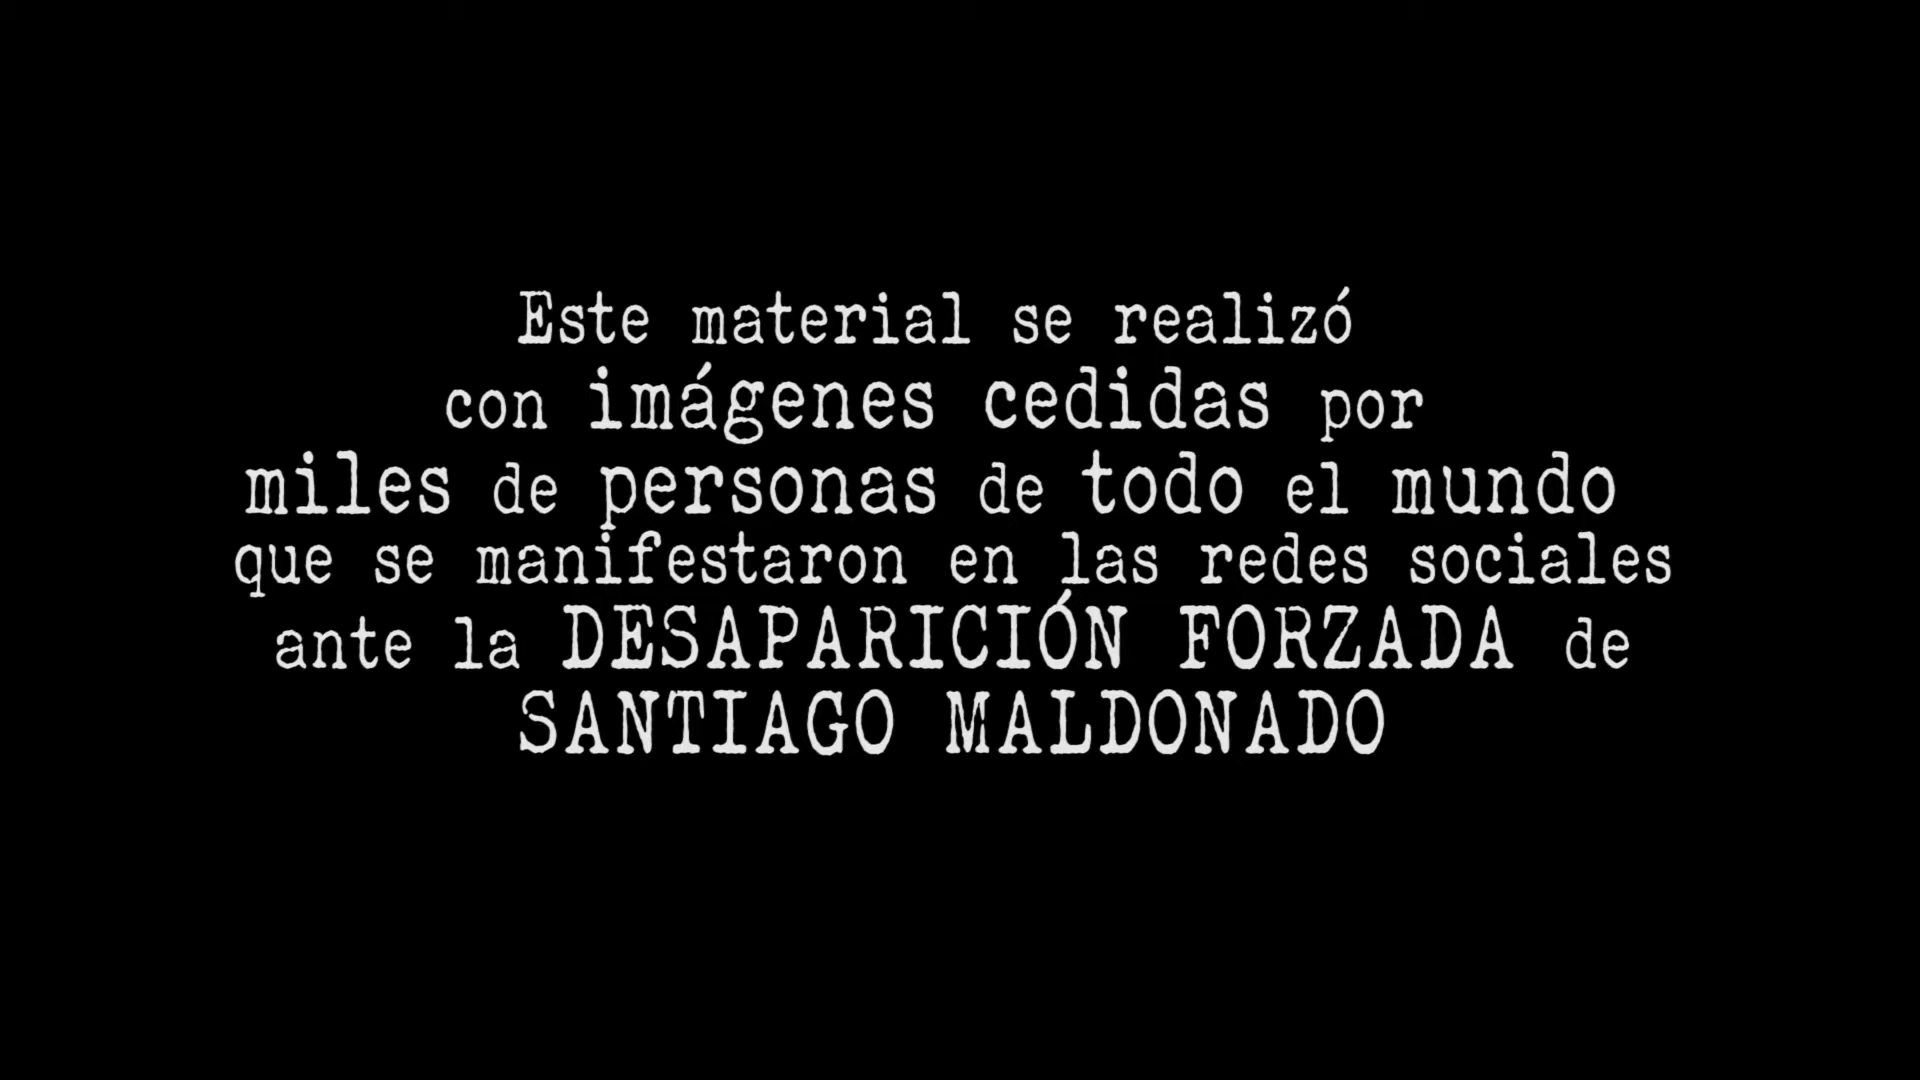 Este material se realizó
con imágenes cedidas por
miles de personas de todo el mundo
que se manifestaron en las redes sociales
ante la DESAPARICIÓN FORZADA de
SANTIAGO MALDONADO